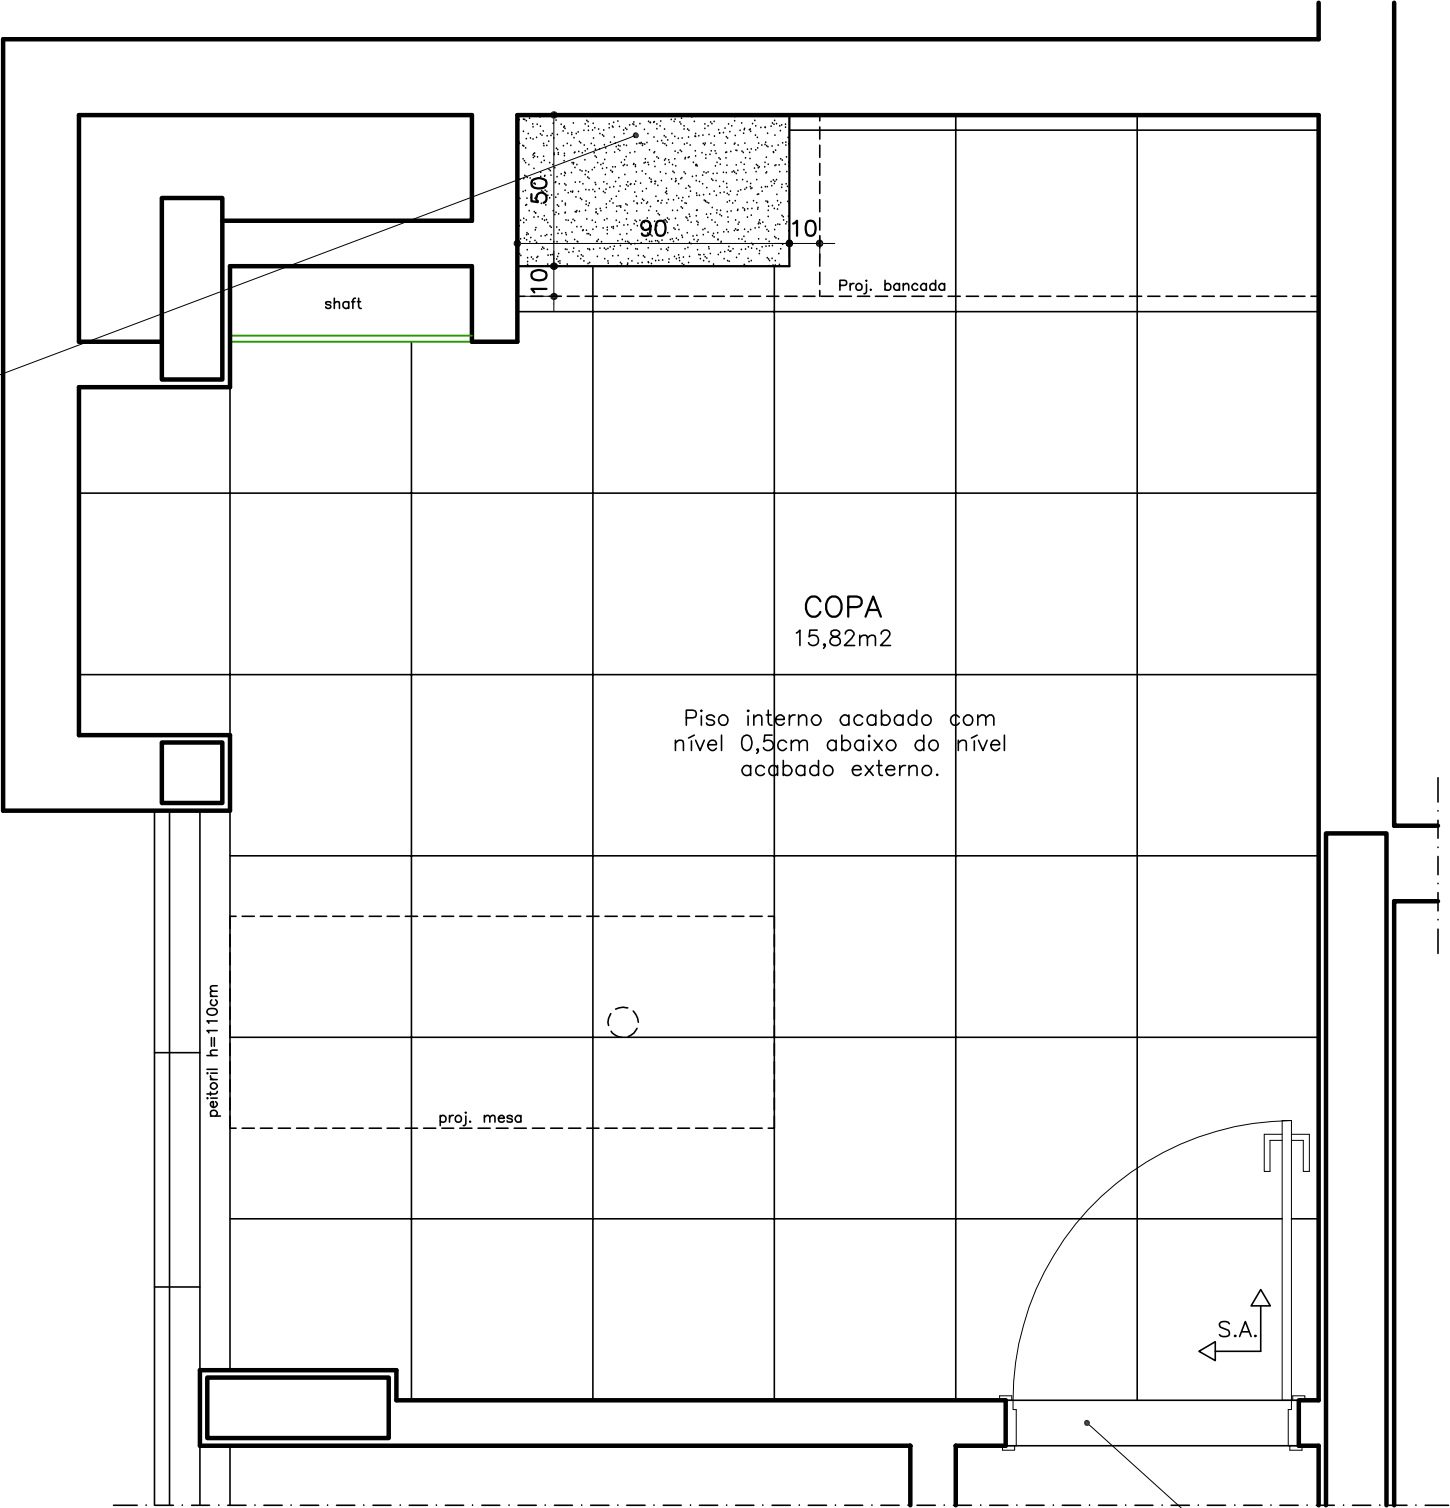 50
90
10
10
Proj. bancada
shaft
COPA
15,82m2
Piso interno acabado com
nível 0,5cm abaixo do nível
acabado externo.
peitoril h=110cm
proj. mesa
S.A.